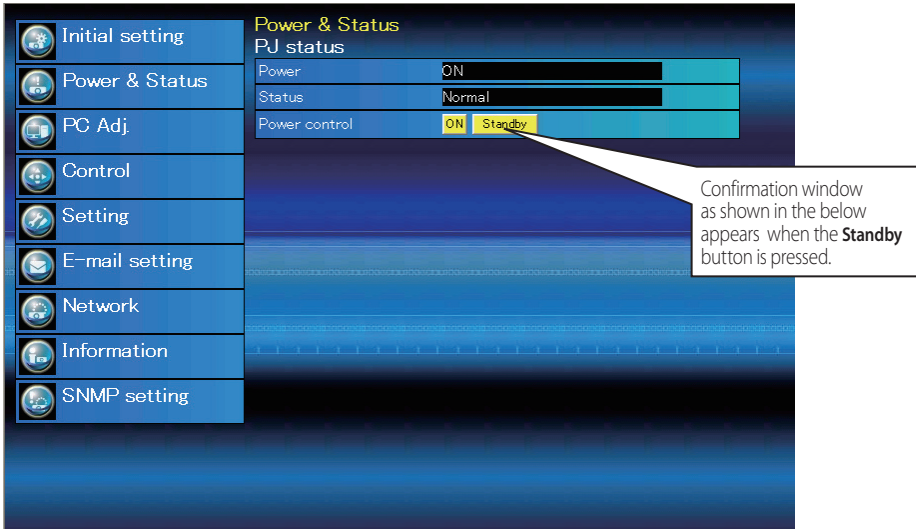 Initial setting
Power & Status
PC Adj.
Control
Setting
E-mail setting
Network
Information
SNMP setting
Power & Status
PJ status
Power ON
Status Normal
Power control ON Standby
Confirmation window
as shown in the below
appears when the Standby
button is pressed.